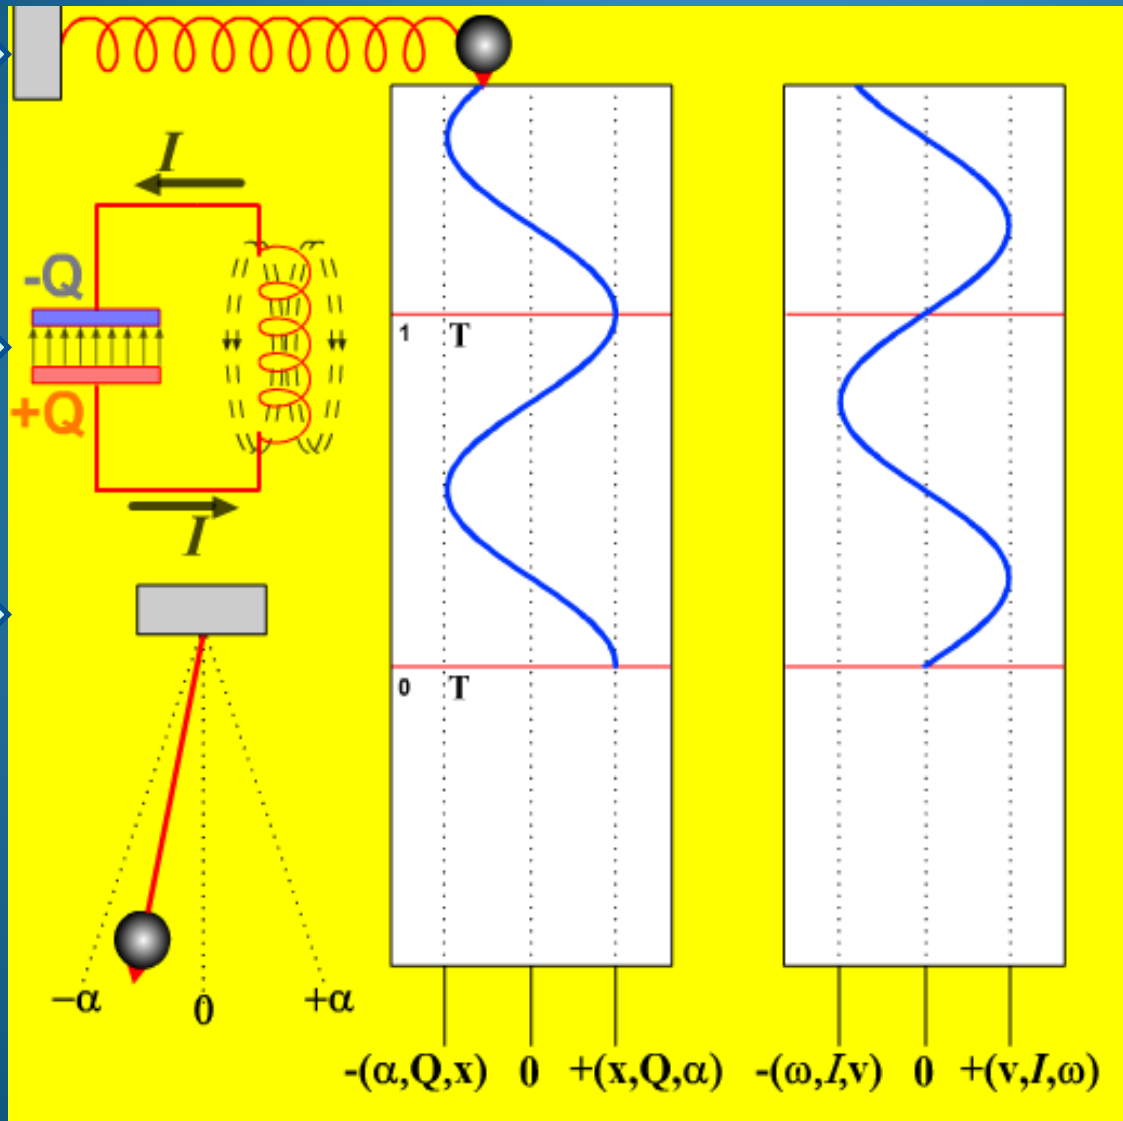 I
-Q
+Q
I
1 T
0 T
−α 0 +α
-(α,Q,x) 0 +(x,Q,α)
-(ω,I,v) 0 +(v,I,ω)